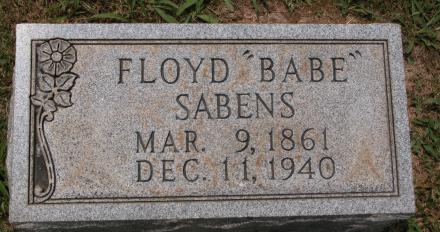 FLOYD "BABE"
SABENS
MAR. 9, 1861
DEC. 11, 1940